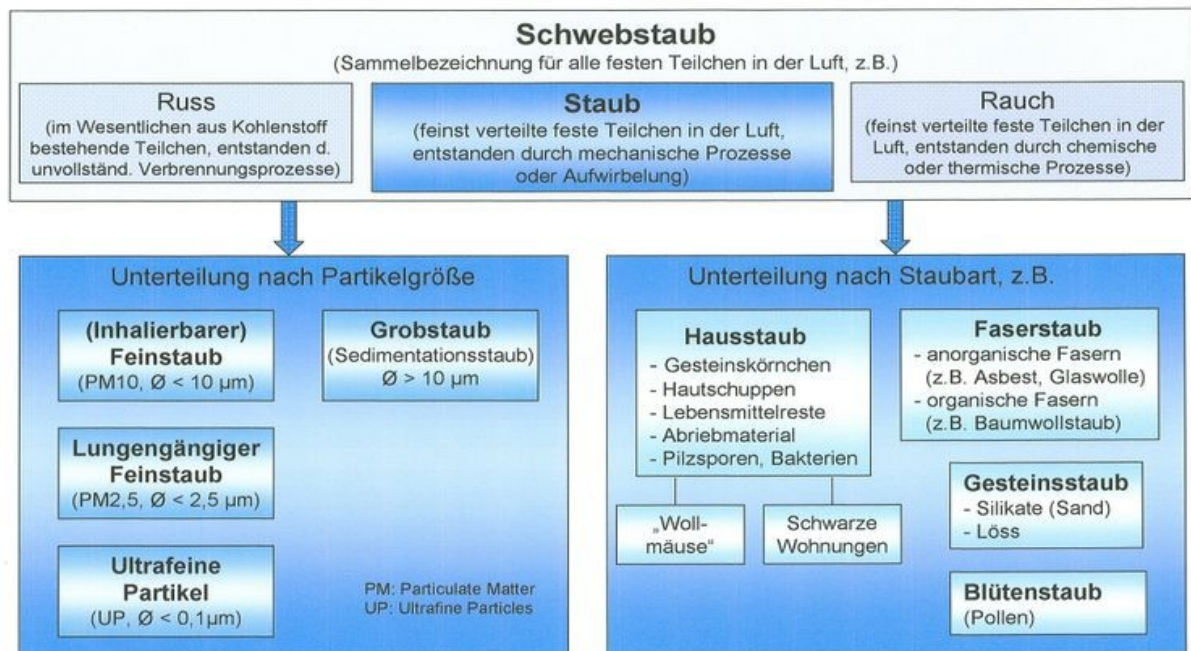 Schwebstaub
(Sammelbezeichnung für alle festen Teilchen in der Luft, z.B.)
Russ
(im Wesentlichen aus Kohlenstoff
bestehende Teilchen, entstanden d.
unvollständ. Verbrennungsprozesse)
Staub
(feinst verteilte feste Teilchen in der Luft,
entstanden durch mechanische Prozesse
oder Aufwirbelung)
Rauch
(feinst verteilte feste Teilchen in der
Luft, entstanden durch chemische
oder thermische Prozesse)
Unterteilung nach Partikelgröße
(Inhalierbarer)
Feinstaub
(PM10, Ø < 10 µm)
Grobstaub
(Sedimentationsstaub)
Ø > 10 µm
Lungengängiger
Feinstaub
(PM2,5, Ø < 2,5 µm)
Ultrafeine
Partikel
(UP, Ø < 0,1µm)
PM: Particulate Matter
UP: Ultrafine Particles
Unterteilung nach Staubart, z.B.
Hausstaub
- Gesteinskörnchen
- Hautschuppen
- Lebensmittelreste
- Abriebmaterial
- Pilzsporen, Bakterien
„Woll-
mäuse“
Schwarze
Wohnungen
Faserstaub
- anorganische Fasern
(z.B. Asbest, Glaswolle)
- organische Fasern
(z.B. Baumwollstaub)
Gesteinsstaub
- Silikate (Sand)
- Löss
Blütenstaub
(Pollen)